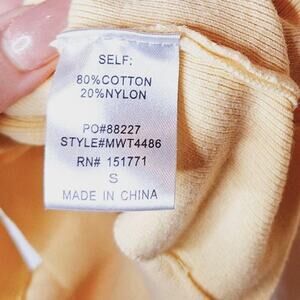 SELF:
80%COTTON
20%NYLON
PO#88227
STYLE#MWT4486
RN# 151771
S
MADE IN CHINA